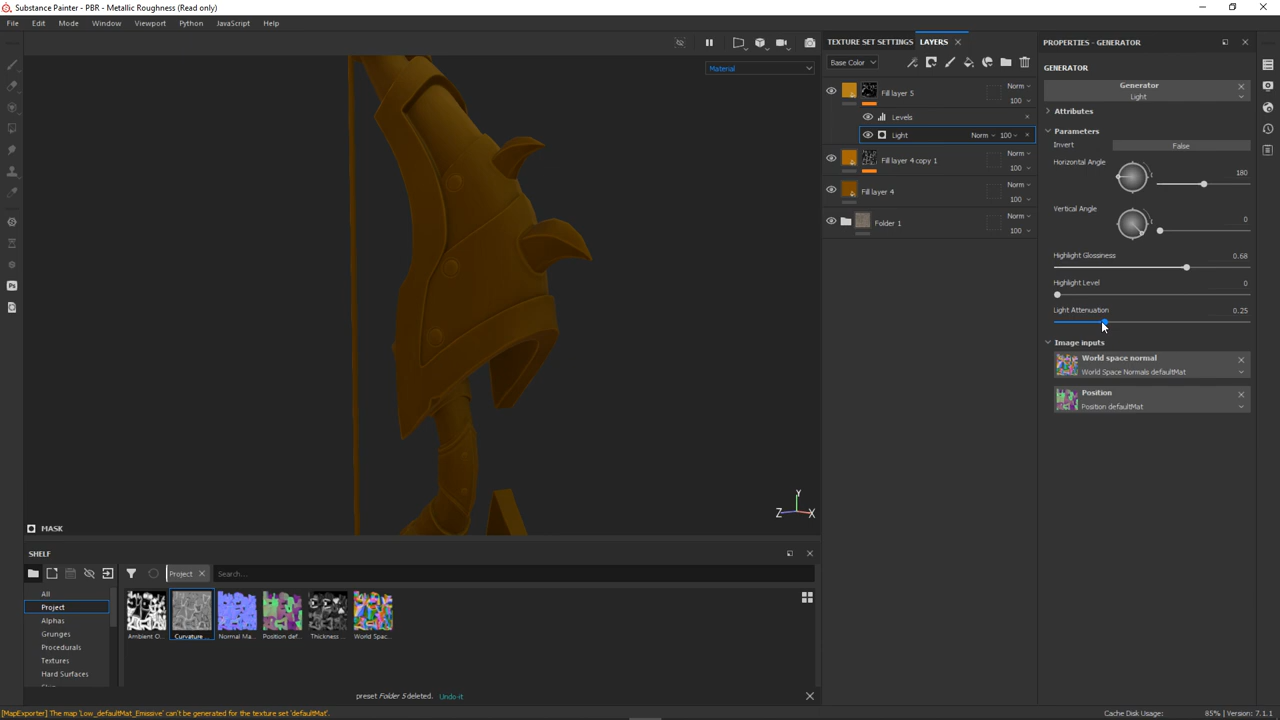 Substance Painter - PBR - Metallic Roughness (Read only)
File Edit Mode Window Viewport Python JavaScript Help
Material
MASK
TEXTURE SET SETTINGS LAYERS
Base Color
Fill layer 5 Norm 100
Levels
Light Norm 100
Fill layer 4 copy 1 Norm 100
Fill layer 4 Norm 100
Folder 1 Norm 100
PROPERTIES - GENERATOR
GENERATOR
Generator
Light
Attributes
Parameters
Invert False
Horizontal Angle 180
Vertical Angle 0
Highlight Glossiness 0.68
Highlight Level 0
Light Attenuation 0.25
Image inputs
World space normal
World Space Normals defaultMat
Position
Position defaultMat
Y
Z X
SHELF
Project Search...
All
Project
Alphas
Grunges
Procedurals
Textures
Hard Surfaces
Ambient O... Curvature ... Normal Ma... Position def... Thickness ... World Spac...
preset Folder 5 deleted. Undo-it
[MapExporter] The map 'Low_defaultMat_Emissive' can't be generated for the texture set 'defaultMat'.
Cache Disk Usage: 85% | Version: 7.1.1